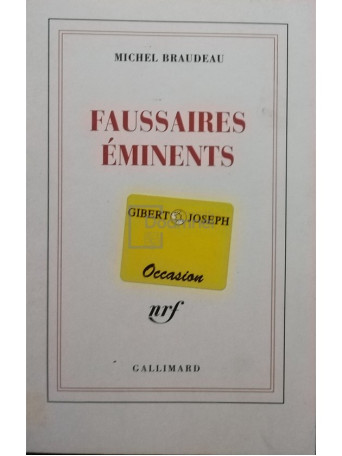 MICHEL BRAUDEAU
FAUSSAIRES
ÉMINENTS
GIBERT JOSEPH
Occasion
nrf
GALLIMARD